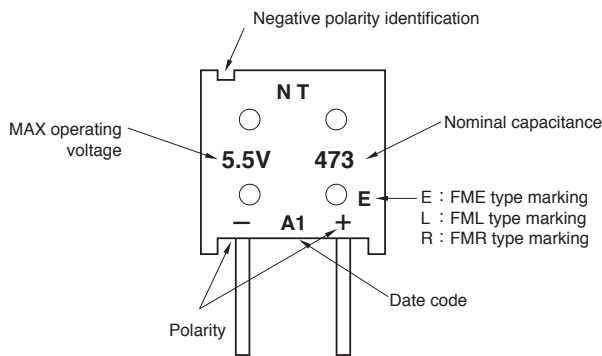 Negative polarity identification
N T
MAX operating
voltage
5.5V 473
Nominal capacitance
E
E : FME type marking
L : FML type marking
R : FMR type marking
− A1 +
Date code
Polarity